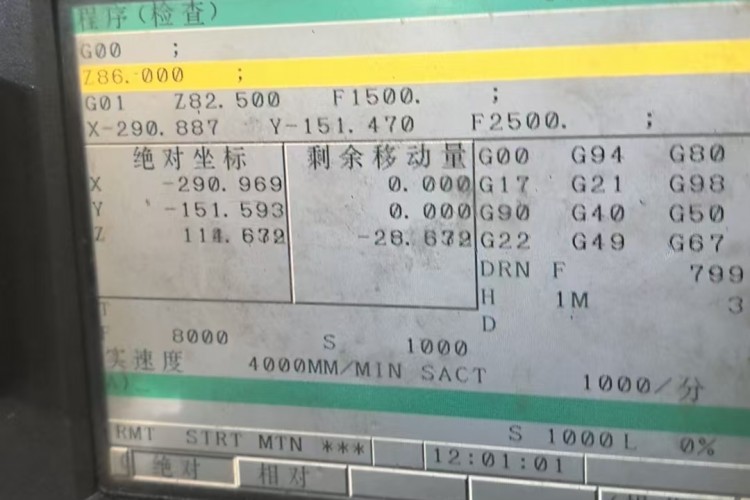 程序(检查)
G00 ;
Z86.000 ;
G01 Z82.500 F1500. ;
X-290.887 Y-151.470 F2500. ;
绝对坐标 剩余移动量 G00 G94 G80
X -290.969 0.000 G17 G21 G98
Y -151.593 0.000 G90 G40 G50
Z 114.632 -28.632 G22 G49 G67
DRN F 799
H 1M 3
T
D
F 8000 S 1000
实速度 4000MM/MIN SACT 1000/分
S 1000 L 0%
RMT STRT MTN *** 12:01:01
绝对 相对